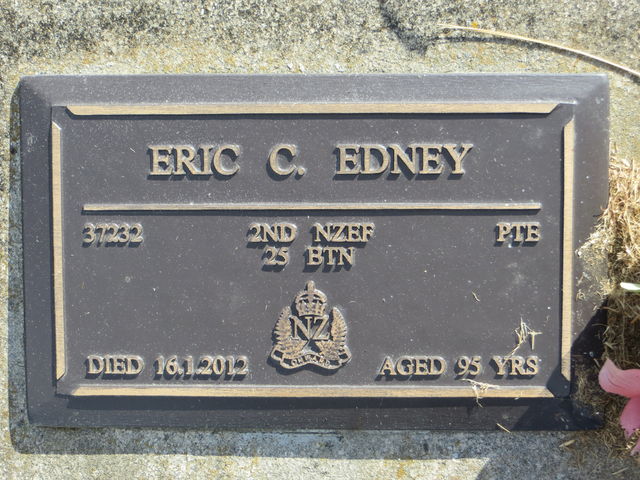 ERIC C. EDNEY
37232 2ND NZEF PTE
25 BTN
NZ
DIED 16.1.2012 AGED 95 YRS